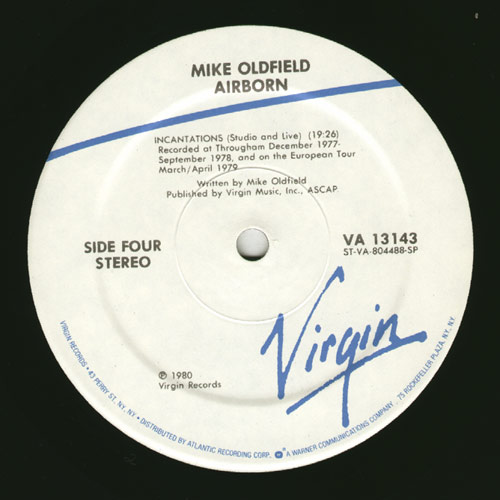 MIKE OLDFIELD
AIRBORN
INCANTATIONS (Studio and Live) (19:26)
Recorded at Througham December 1977-
September 1978, and on the European Tour
March/April 1979
Written by Mike Oldfield
Published by Virgin Music, Inc., ASCAP
SIDE FOUR
STEREO
VA 13143
ST-VA-804488-SP
℗ 1980
Virgin Records
Virgin
VIRGIN RECORDS • 43 PERRY ST. NY, NY • DISTRIBUTED BY ATLANTIC RECORDING CORP. A WARNER COMMUNICATIONS COMPANY. 75 ROCKEFELLER PLAZA, NY, NY.